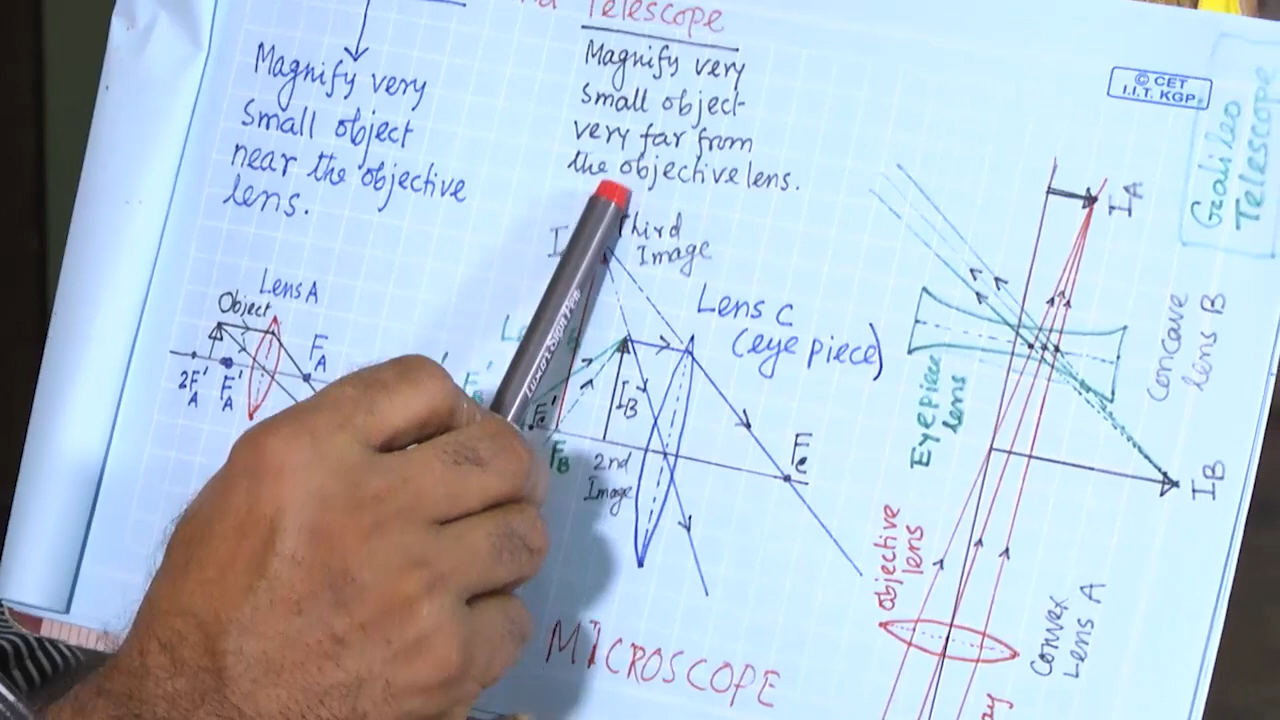 Telescope
Magnify very
Small object
near the objective
lens.
Magnify very
Small object
very far from
the objective lens.
© CET
I.I.T. KGP
Galileo
Telescope
Third
Image
Lens A
Object
F_A
2F'_A
F'_A
Lens C
(eye piece)
I_B
F_B
2nd
Image
F_e
F_e'
I_A
Eyepiece
lens
Concave
Lens B
I_B
objective
lens
Convex
Lens A
MICROSCOPE